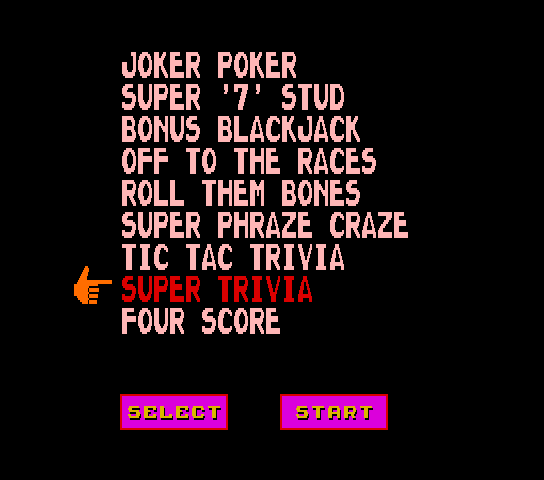 JOKER POKER
SUPER '7' STUD
BONUS BLACKJACK
OFF TO THE RACES
ROLL THEM BONES
SUPER PHRAZE CRAZE
TIC TAC TRIVIA
SUPER TRIVIA
FOUR SCORE
SELECT START